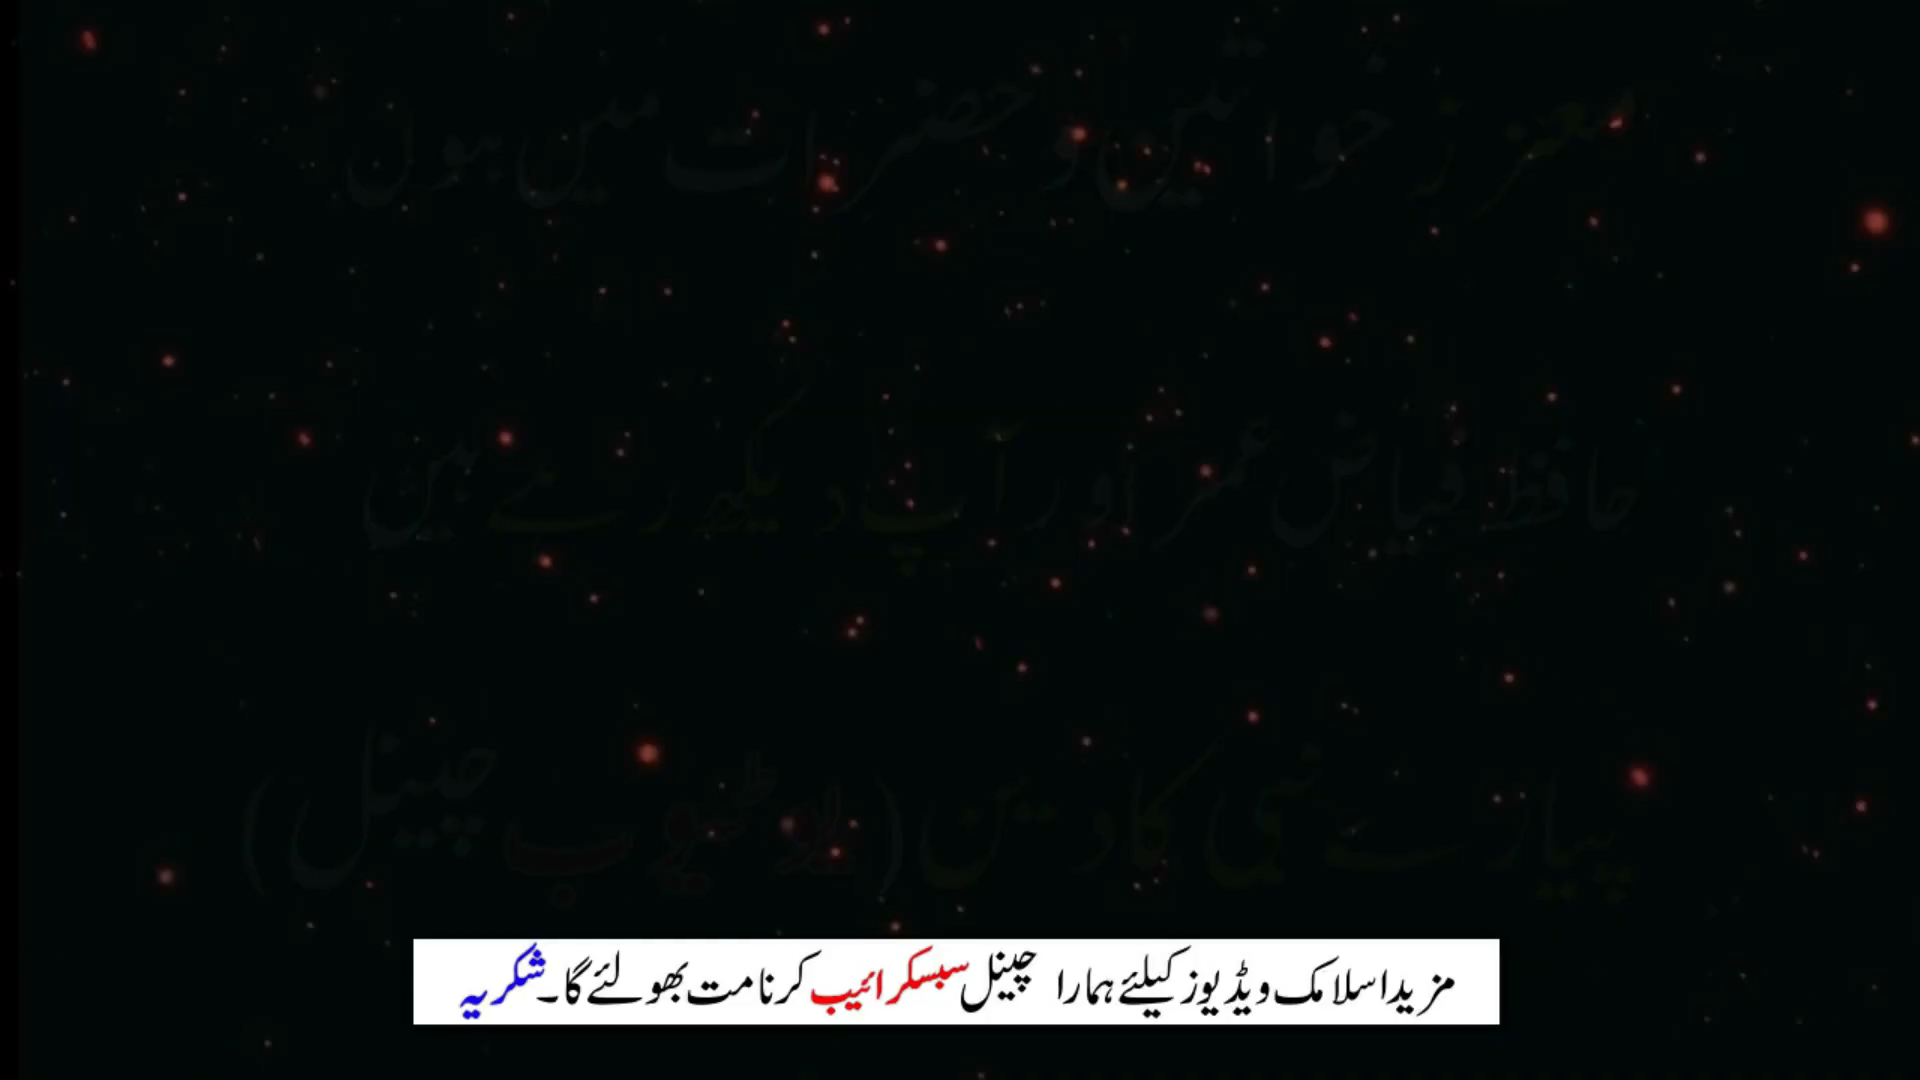 معزز خواتین و حضرات میں ہوں
حافظ فیاض عمر اور آپ دیکھ رہے ہیں
پیارے نبی کا دین (یوٹیوب چینل)
مزید اسلامک ویڈیوز کیلئے ہمارا چینل سبسکرائیب کرنا مت بھولئے گا۔ شکریہ